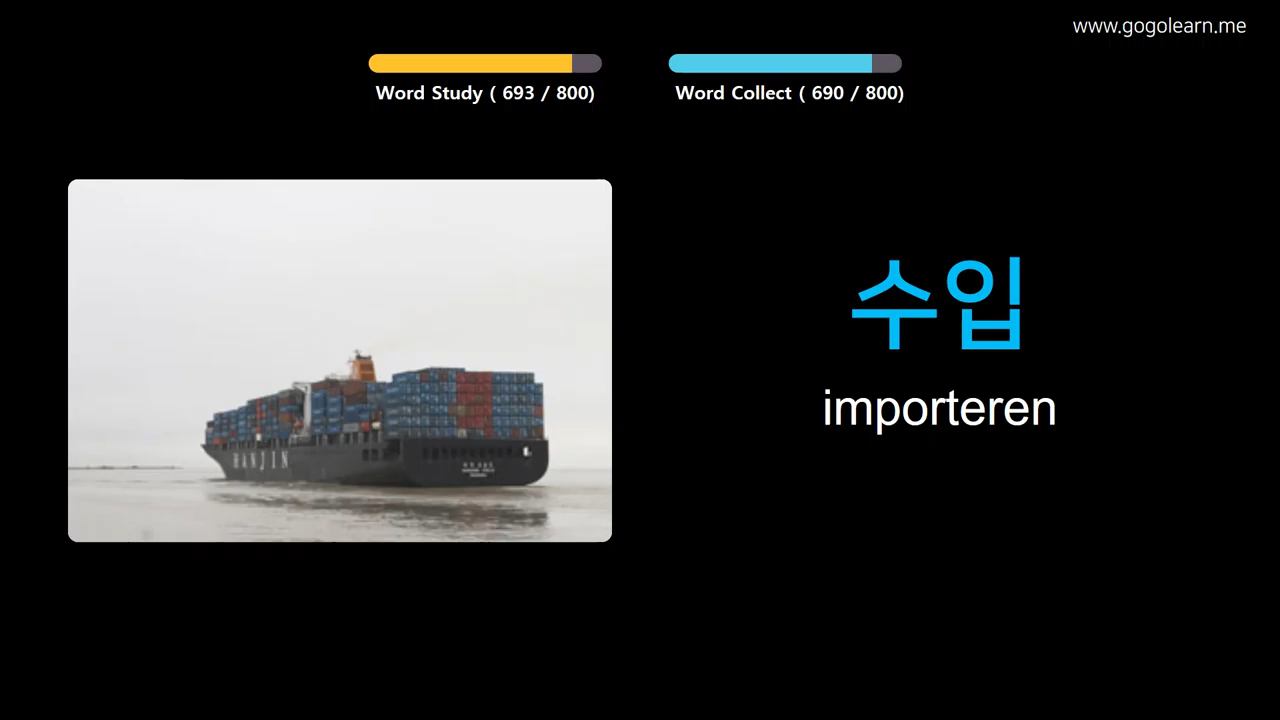 www.gogolearn.me
Word Study ( 693 / 800)
Word Collect ( 690 / 800)
수입
importeren
HANJIN